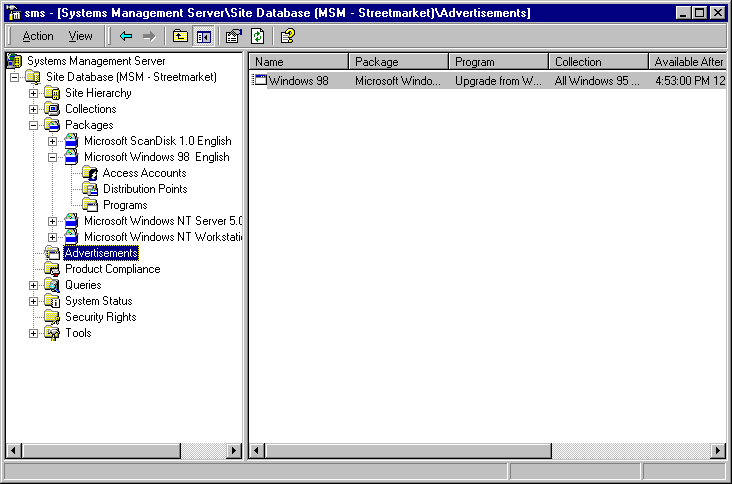 sms - [Systems Management Server\Site Database (MSM - Streetmarket)\Advertisements]
Action View
Systems Management Server
Site Database (MSM - Streetmarket)
Site Hierarchy
Collections
Packages
Microsoft ScanDisk 1.0 English
Microsoft Windows 98 English
Access Accounts
Distribution Points
Programs
Microsoft Windows NT Server 5.0
Microsoft Windows NT Workstati
Advertisements
Product Compliance
Queries
System Status
Security Rights
Tools
Name Package Program Collection Available After
Windows 98 Microsoft Windo... Upgrade from W... All Windows 95 ... 4:53:00 PM 12